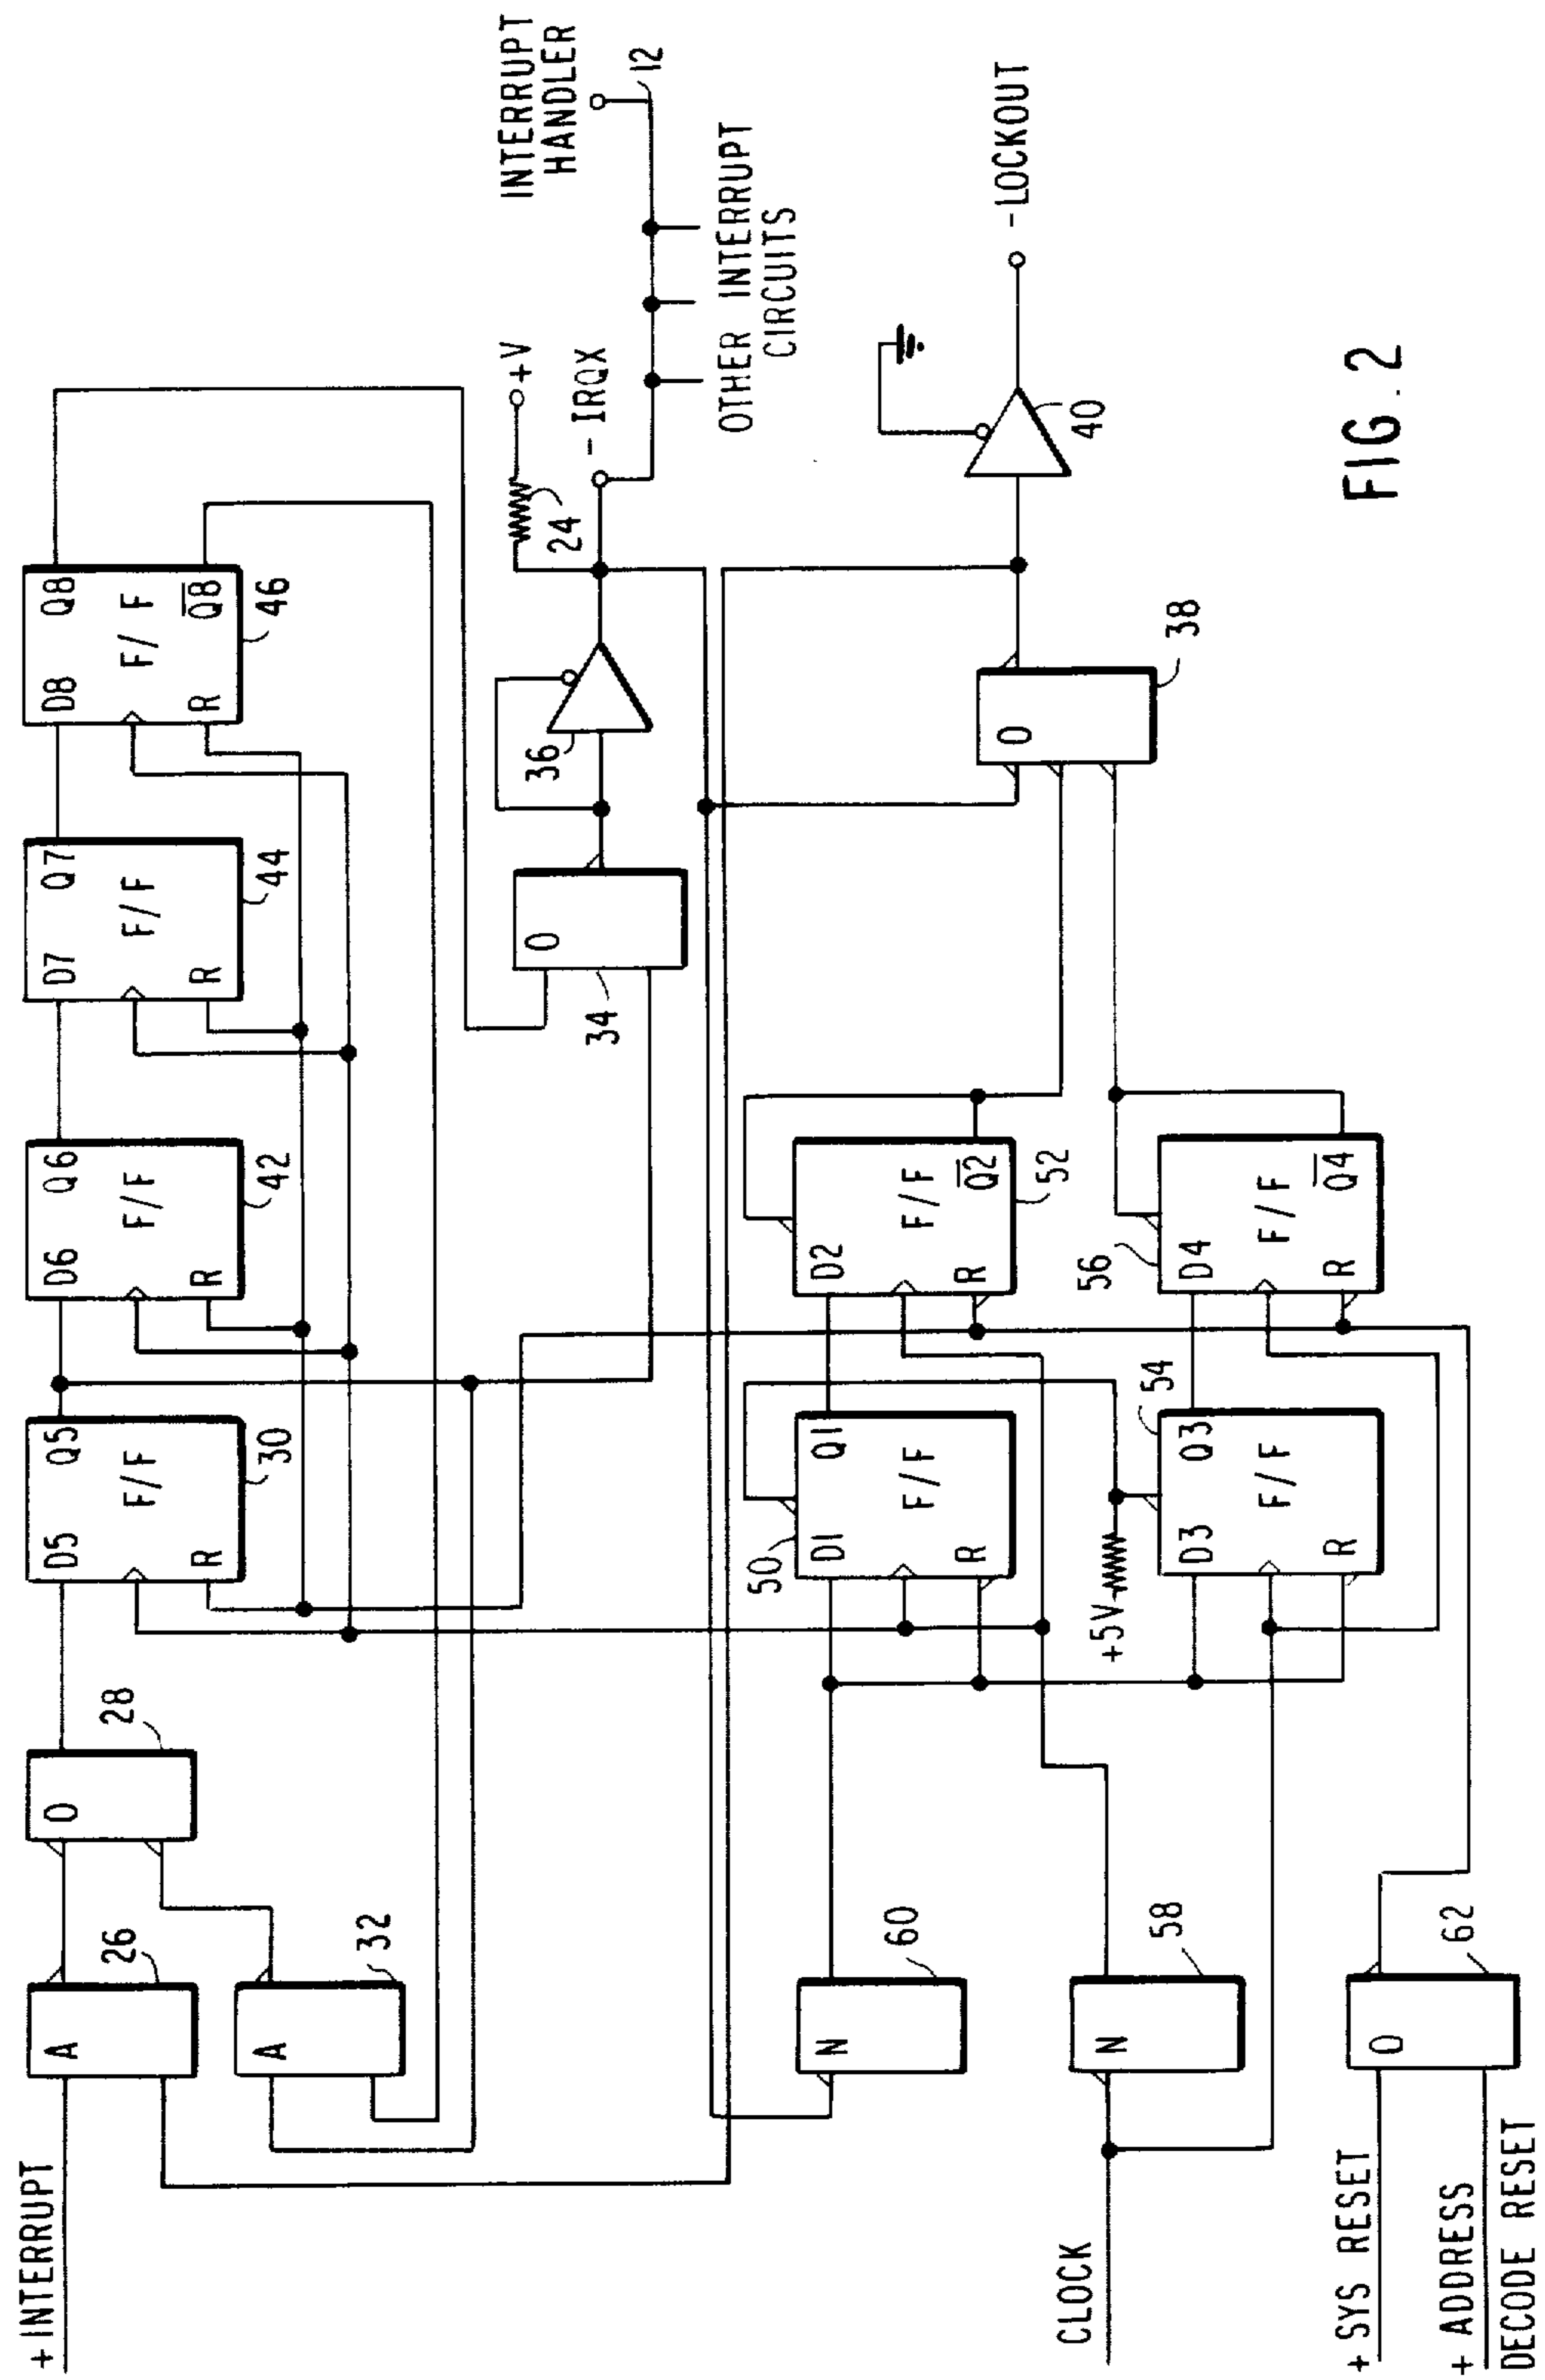 + INTERRUPT
A
26
A
32
O
28
D5
Q5
F/F
R
30
D6
Q6
F/F
R
42
D7
Q7
F/F
R
44
D8
Q8
F/F
R
Q̅8̅
46
O
34
36
24
+V
- IRQX
INTERRUPT
HANDLER
12
OTHER INTERRUPT
CIRCUITS
N
60
50
D1
Q1
F/F
R
D2
F/F
Q̅2̅
R
52
O
38
40
-LOCKOUT
CLOCK
N
58
+5V
54
D3
Q3
F/F
R
56
D4
F/F
Q̅4̅
R
+ SYS RESET
+ ADDRESS
DECODE RESET
O
62
FIG. 2